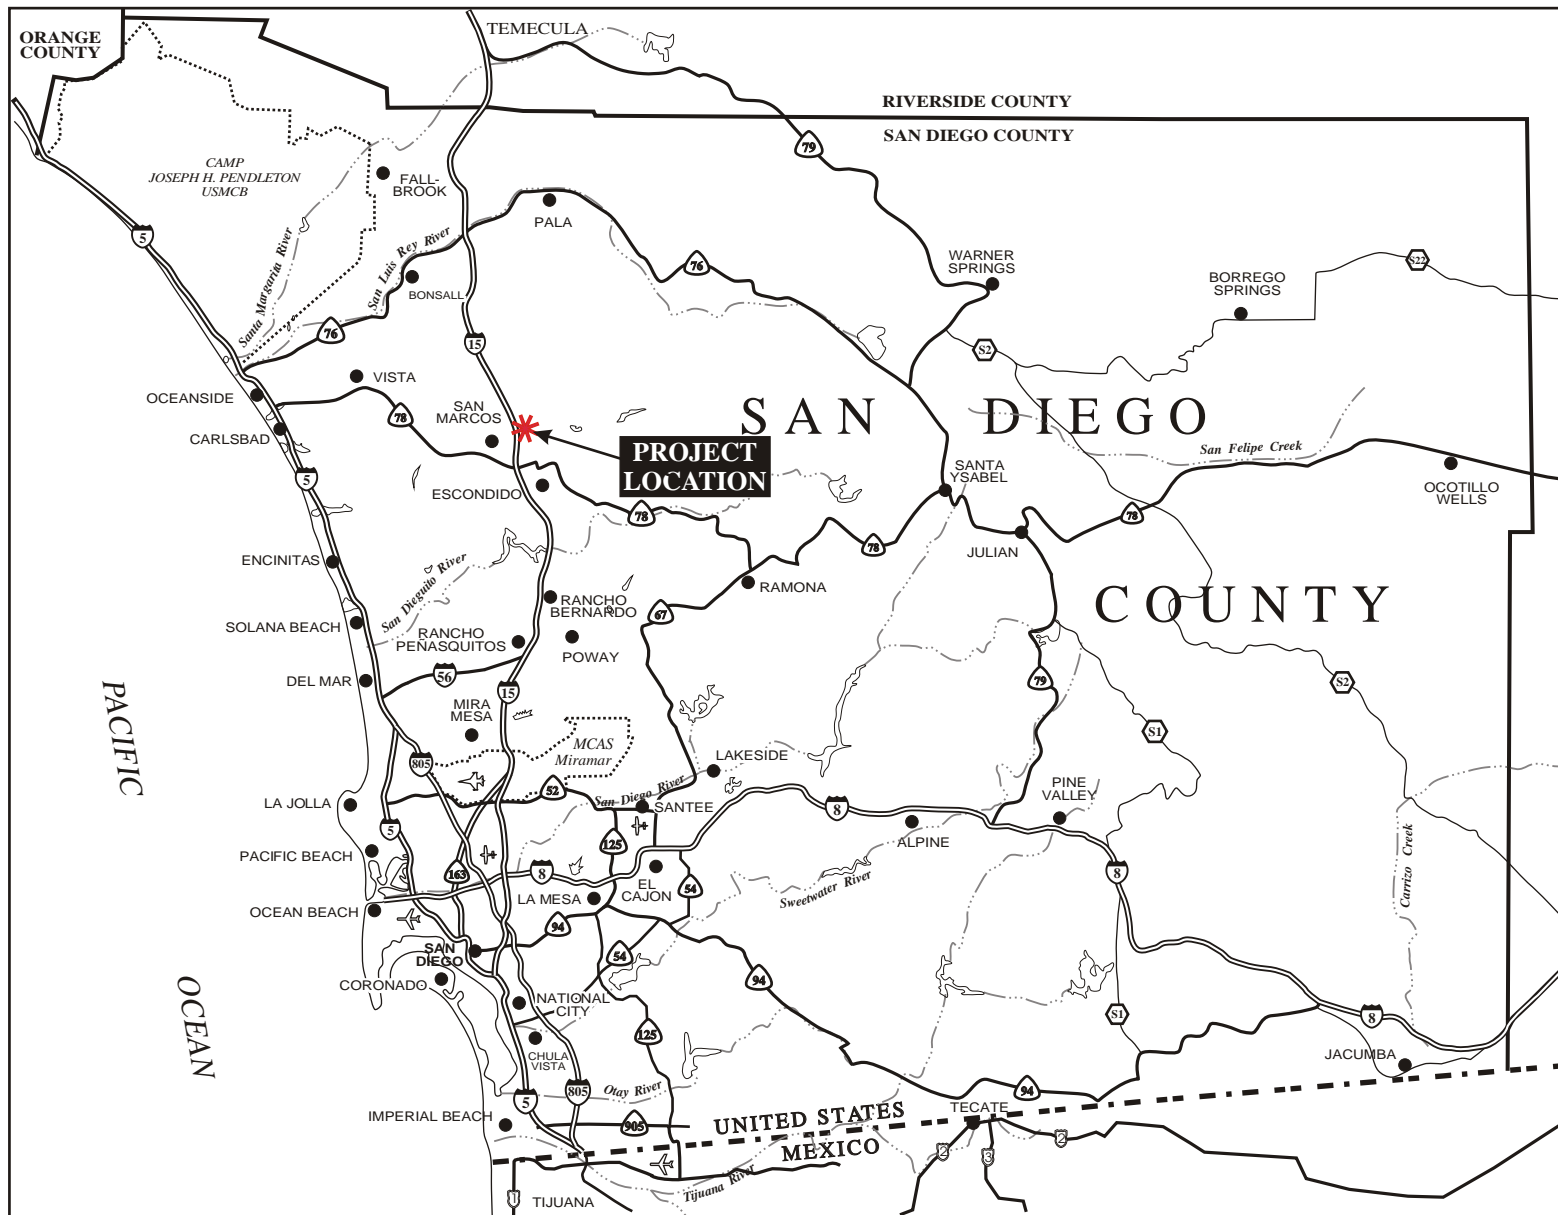 ORANGE
COUNTY
TEMECULA
RIVERSIDE COUNTY
SAN DIEGO COUNTY
79
CAMP
JOSEPH H. PENDLETON
USMCB
FALL-
BROOK
PALA
5
Santa Margarita River
San Luis Rey River
BONSALL
76
76
WARNER
SPRINGS
S22
BORREGO
SPRINGS
15
S2
VISTA
OCEANSIDE
SAN
MARCOS
78
CARLSBAD
SAN DIEGO
PROJECT
LOCATION
San Felipe Creek
SANTA
YSABEL
OCOTILLO
WELLS
5
ESCONDIDO
78
78
78
JULIAN
ENCINITAS
San Dieguito River
RAMONA
RANCHO
BERNARDO
67
COUNTY
SOLANA BEACH
RANCHO
PEÑASQUITOS
POWAY
56
DEL MAR
15
79
S2
PACIFIC
MIRA
MESA
S1
MCAS
Miramar
805
LAKESIDE
52
San Diego River
SANTEE
PINE
VALLEY
LA JOLLA
8
5
ALPINE
125
PACIFIC BEACH
163
8
EL
CAJON
54
8
Sweetwater River
Carrizo Creek
LA MESA
OCEAN BEACH
94
SAN
DIEGO
54
CORONADO
94
OCEAN
NATIONAL
CITY
S1
8
125
CHULA
VISTA
JACUMBA
Otay River
805
5
94
IMPERIAL BEACH
905
UNITED STATES
TECATE
MEXICO
2
3
2
Tijuana River
1
TIJUANA